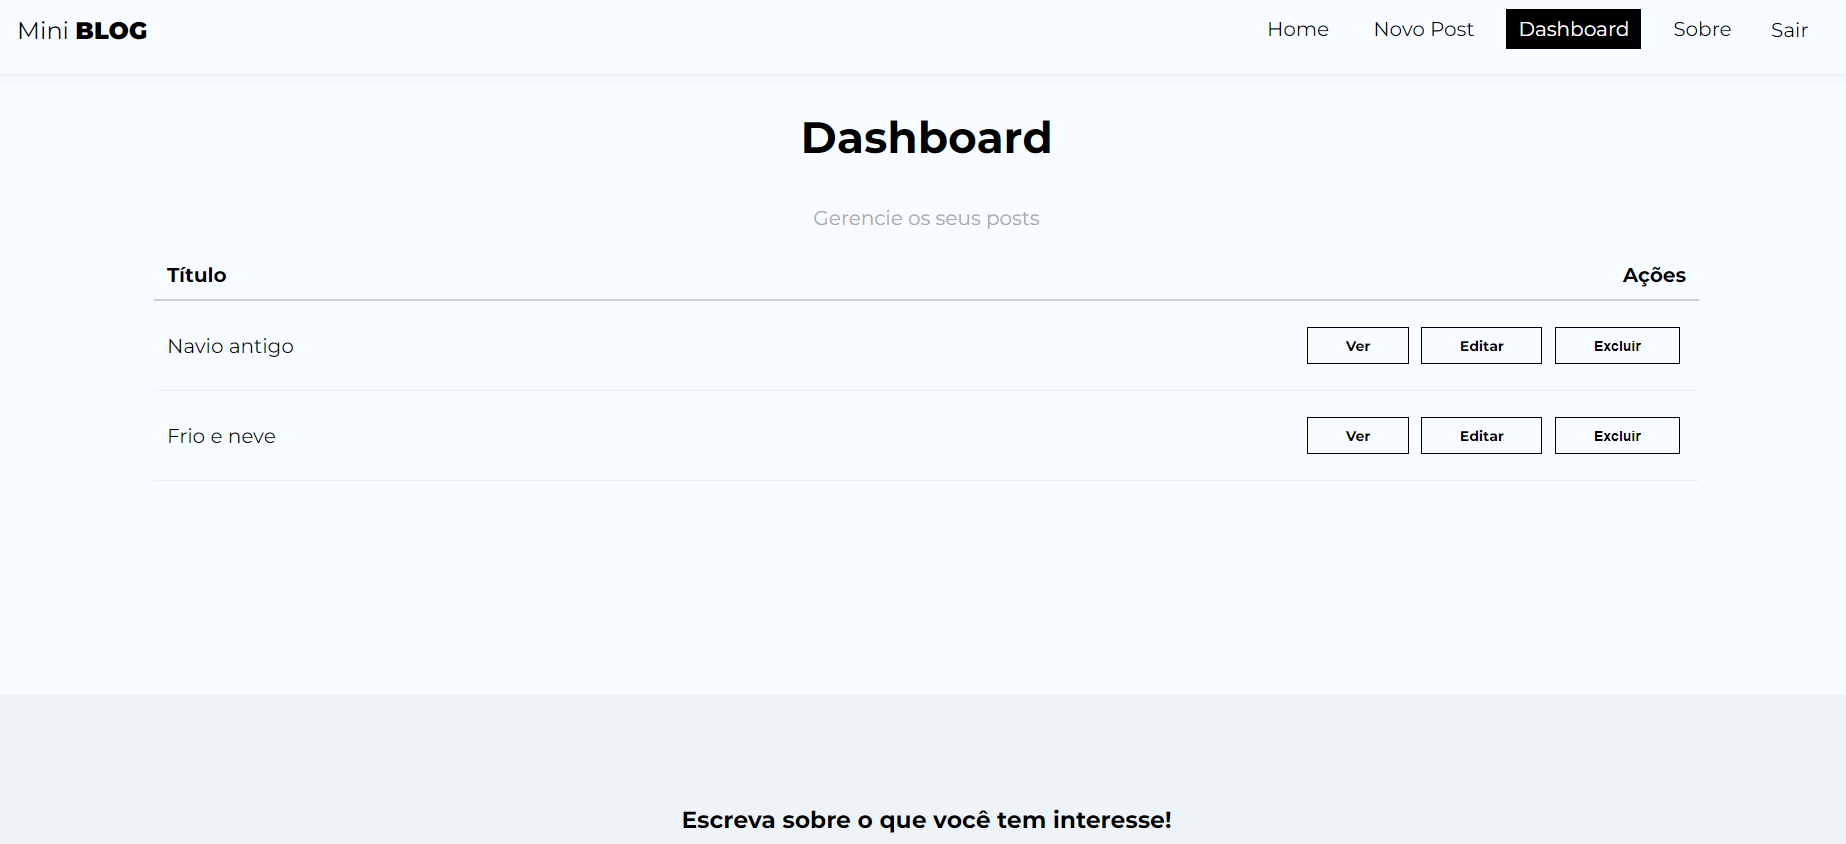 Mini BLOG Home Novo Post Dashboard Sobre Sair
Dashboard
Gerencie os seus posts
Título Ações
Navio antigo Ver Editar Excluir
Frio e neve Ver Editar Excluir
Escreva sobre o que você tem interesse!